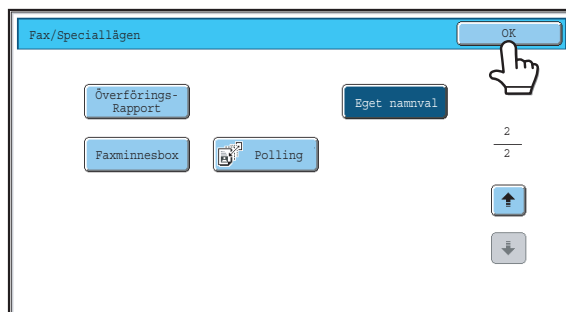 Fax/Speciallägen
OK
Överförings-
Rapport
Eget namnval
Faxminnesbox
Polling
2
2